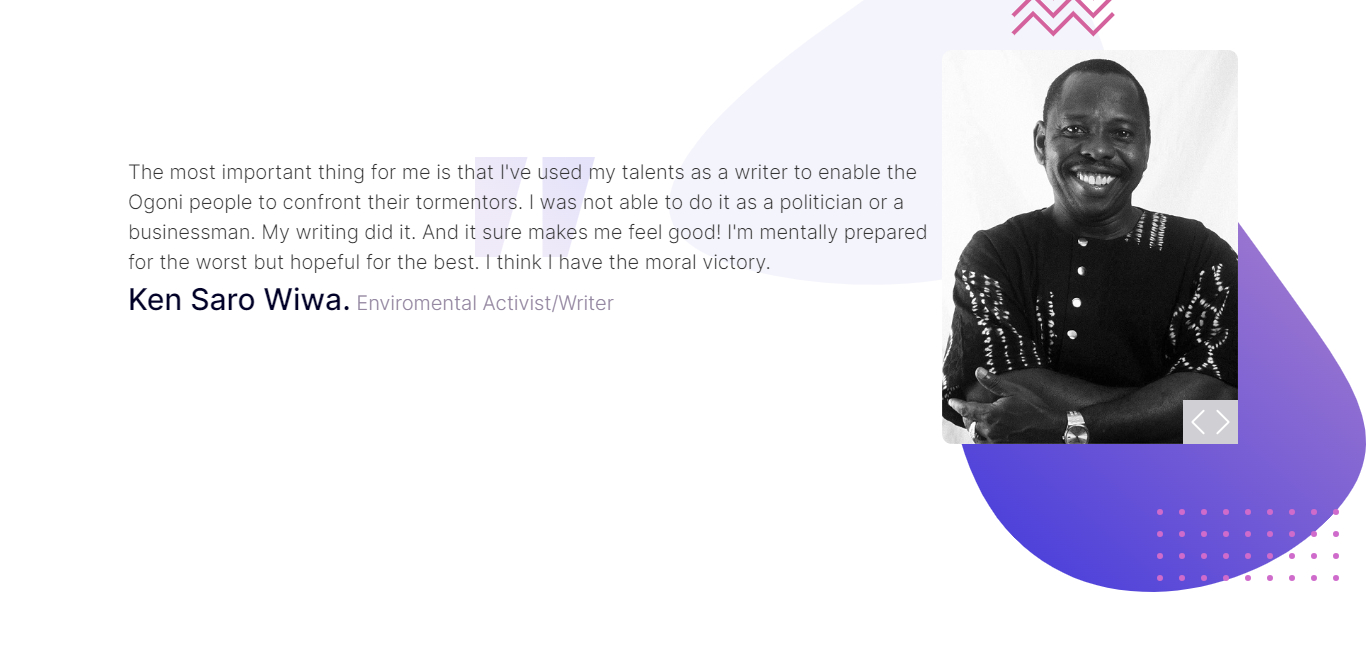 The most important thing for me is that I've used my talents as a writer to enable the
Ogoni people to confront their tormentors. I was not able to do it as a politician or a
businessman. My writing did it. And it sure makes me feel good! I'm mentally prepared
for the worst but hopeful for the best. I think I have the moral victory.
Ken Saro Wiwa. Enviromental Activist/Writer